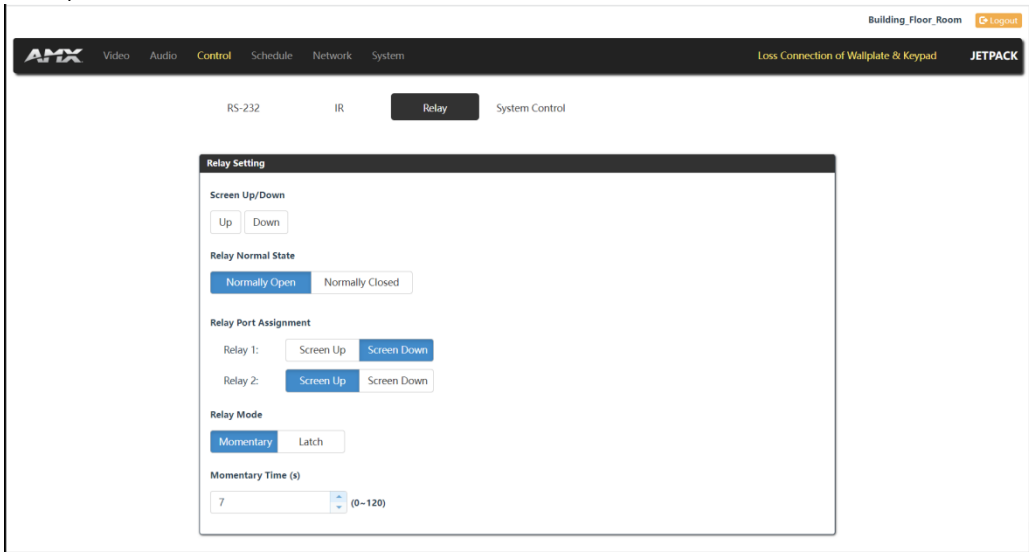 Building_Floor_Room Logout
AMX Video Audio Control Schedule Network System Loss Connection of Wallplate & Keypad JETPACK
RS-232 IR Relay System Control
Relay Setting
Screen Up/Down
Up Down
Relay Normal State
Normally Open Normally Closed
Relay Port Assignment
Relay 1: Screen Up Screen Down
Relay 2: Screen Up Screen Down
Relay Mode
Momentary Latch
Momentary Time (s)
7 (0~120)